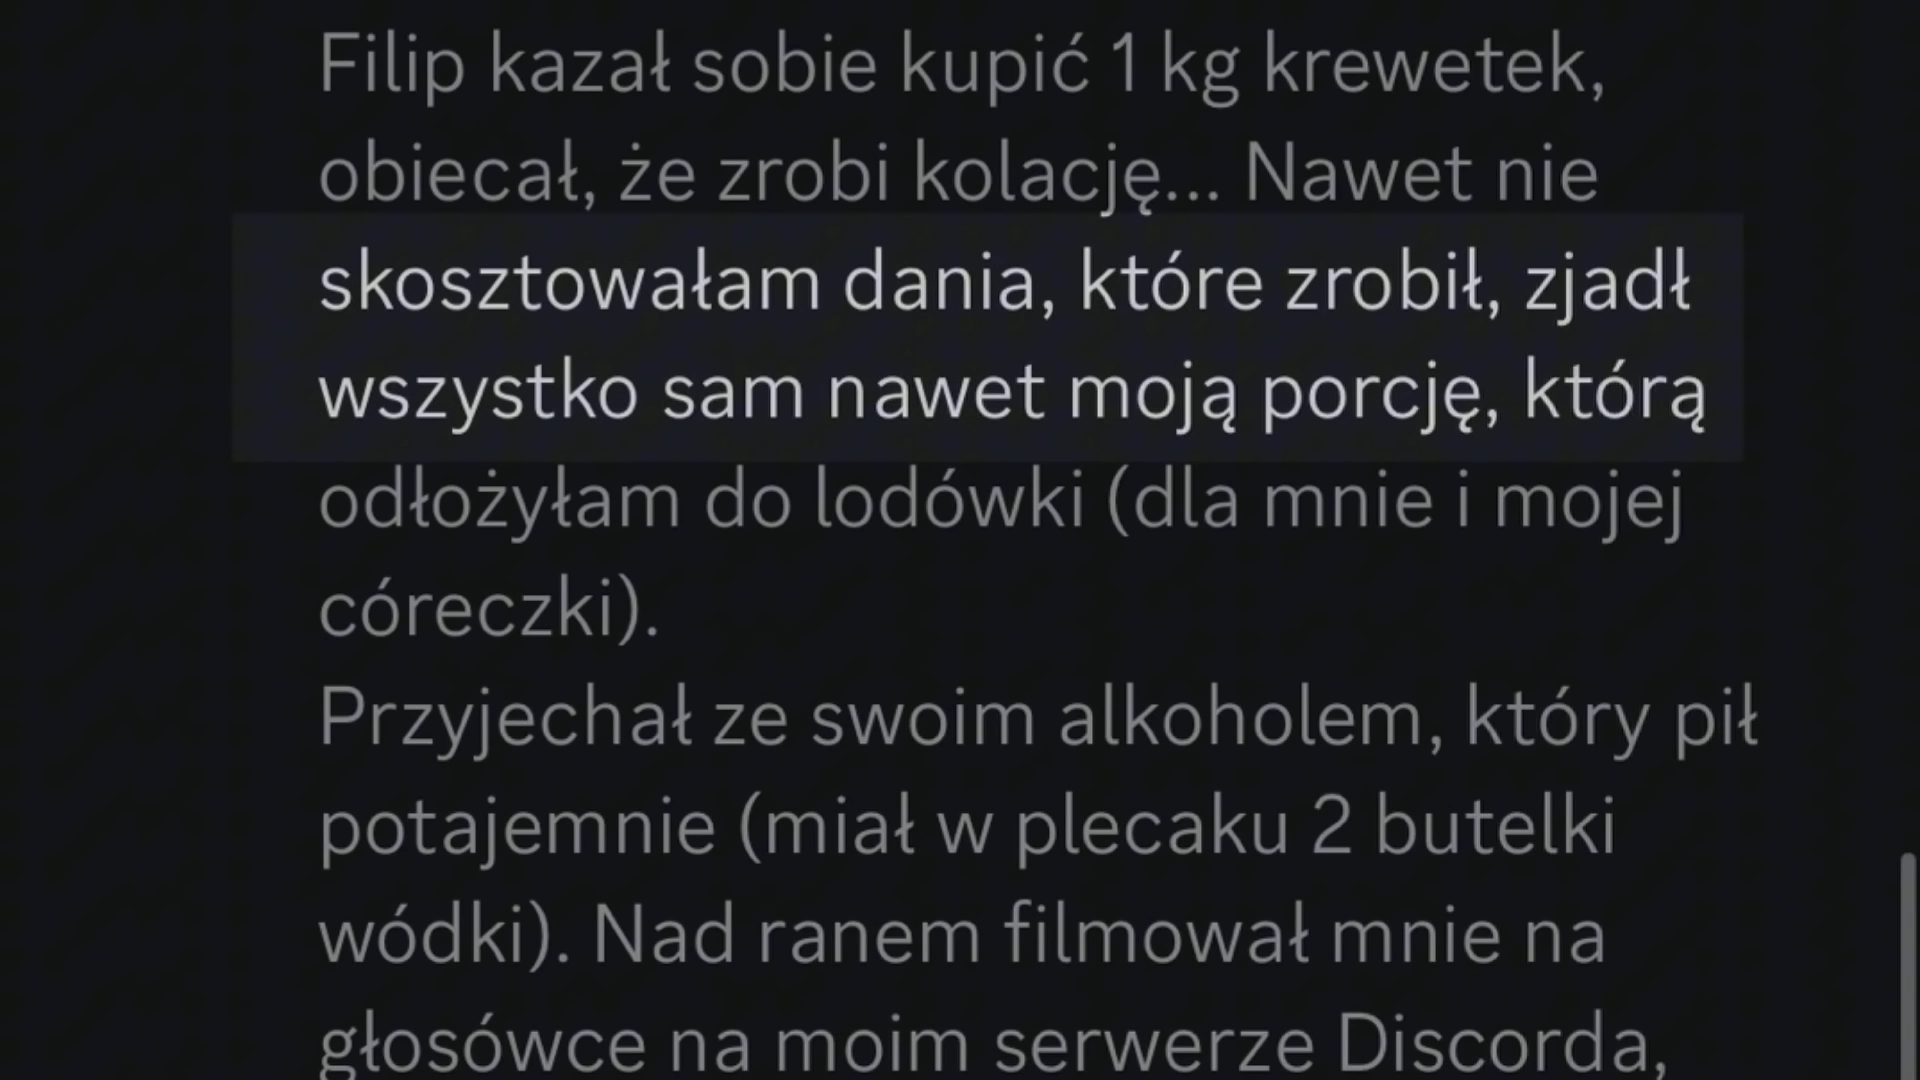 Filip kazał sobie kupić 1 kg krewetek,
obiecał, że zrobi kolację... Nawet nie
skosztowałam dania, które zrobił, zjadł
wszystko sam nawet moją porcję, którą
odłożyłam do lodówki (dla mnie i mojej
córeczki).
Przyjechał ze swoim alkoholem, który pił
potajemnie (miał w plecaku 2 butelki
wódki). Nad ranem filmował mnie na
głosówce na moim serwerze Discorda,